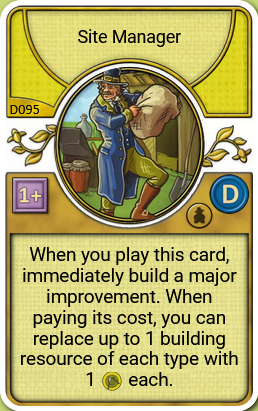 Site Manager
D095
1+
D
When you play this card,
immediately build a major
improvement. When
paying its cost, you can
replace up to 1 building
resource of each type with
1 each.